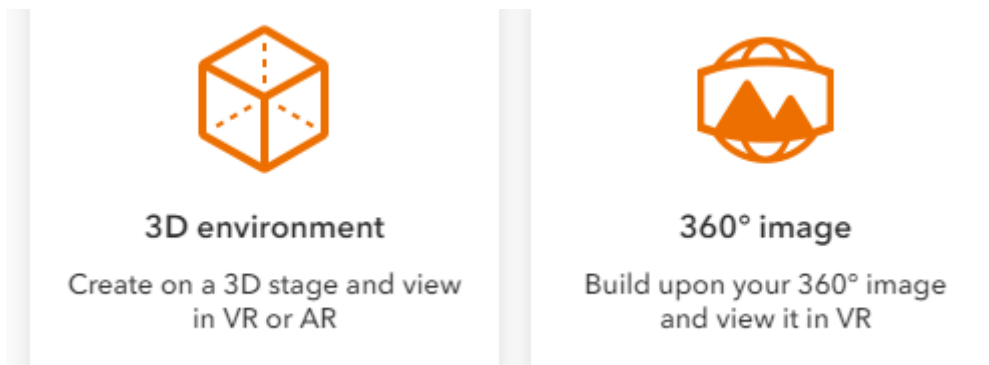 3D environment
Create on a 3D stage and view
in VR or AR
360° image
Build upon your 360° image
and view it in VR